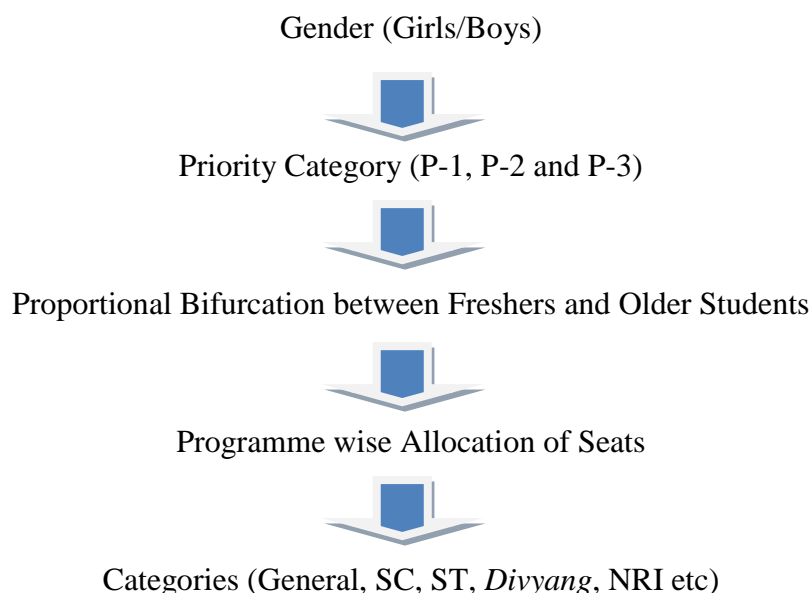 Gender (Girls/Boys)
Priority Category (P-1, P-2 and P-3)
Proportional Bifurcation between Freshers and Older Students
Programme wise Allocation of Seats
Categories (General, SC, ST, Divyang, NRI etc)